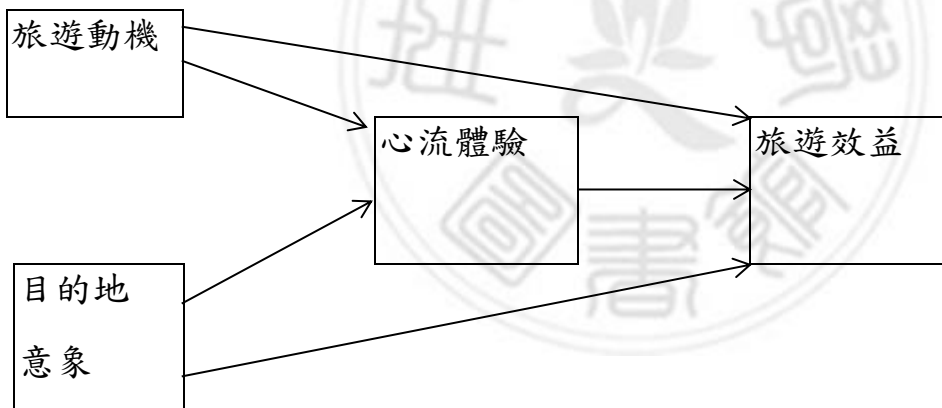 旅遊動機
心流體驗
旅遊效益
目的地
意象